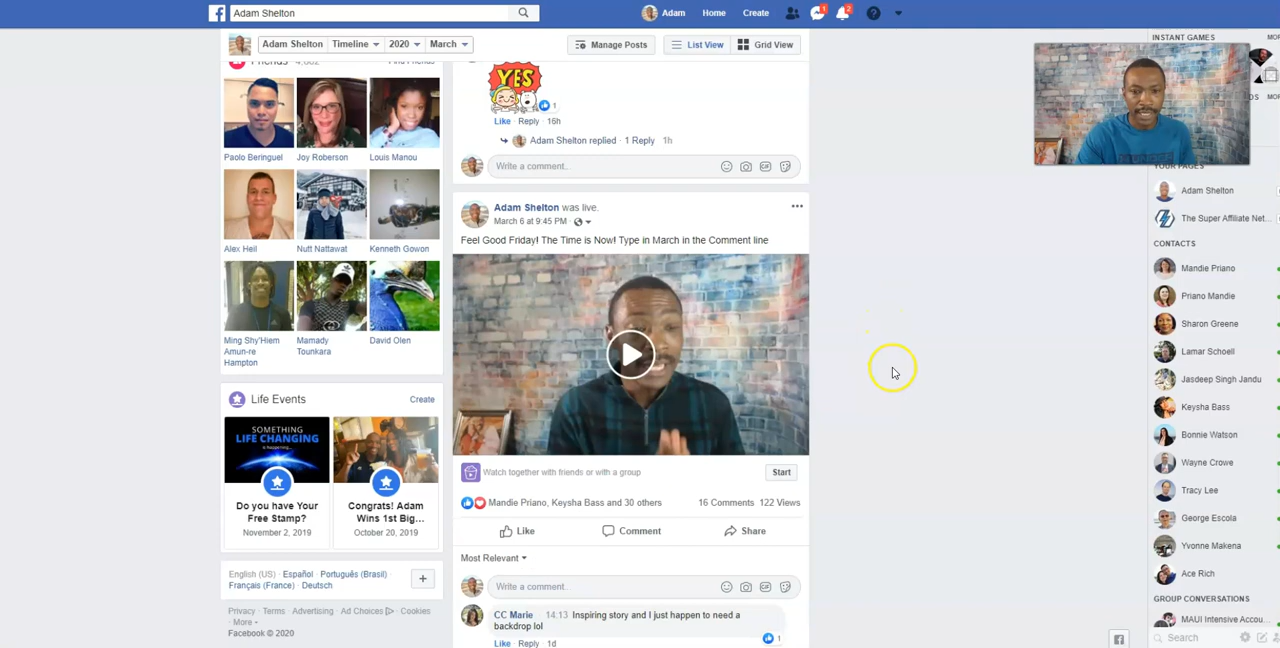 Adam Shelton
Adam Home Create 1 2
Adam Shelton Timeline 2020 March Manage Posts List View Grid View
INSTANT GAMES
YOUR PAGES
Adam Shelton
The Super Affiliate Net...
CONTACTS
Mandie Priano
Priano Mandie
Sharon Greene
Lamar Schoell
Jasdeep Singh Jandu
Keysha Bass
Bonnie Watson
Wayne Crowe
Tracy Lee
George Escola
Yvonne Makena
Ace Rich
GROUP CONVERSATIONS
MAUI Intensive Accou...
Search
Friends Find Friends
Paolo Beringuel Joy Roberson Louis Manou
Alex Heil Nutt Nattawat Kenneth Gowon
Ming Shy'Hiem
Amun-re
Hampton
Mamady
Tounkara
David Olen
Life Events Create
SOMETHING
LIFE CHANGING
Do you have Your
Free Stamp?
November 2, 2019
Congrats! Adam
Wins 1st Big...
October 20, 2019
English (US) · Español · Português (Brasil) ·
Français (France) · Deutsch
Privacy · Terms · Advertising · Ad Choices · Cookies ·
More
Facebook © 2020
YES
1
Like · Reply · 16h
Adam Shelton replied · 1 Reply 1h
Write a comment...
Adam Shelton was live.
March 6 at 9:45 PM ·
Feel Good Friday! The Time is Now! Type in March in the Comment line
Watch together with friends or with a group Start
Mandie Priano, Keysha Bass and 30 others 16 Comments 122 Views
Like Comment Share
Most Relevant
Write a comment...
CC Marie 14:13 Inspiring story and I just happen to need a
backdrop lol
1
Like · Reply · 1d